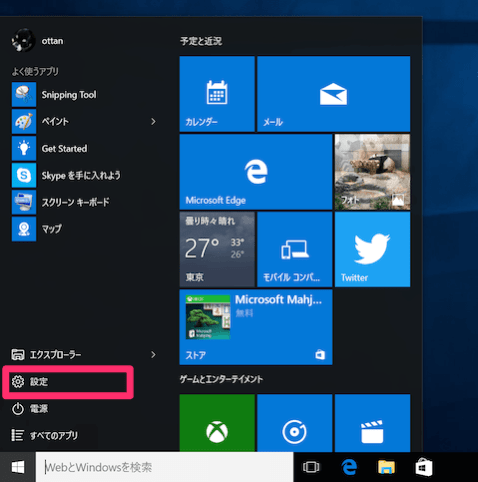 ottan
よく使うアプリ
Snipping Tool
ペイント
Get Started
Skype を手に入れよう
スクリーン キーボード
マップ
エクスプローラー
設定
電源
すべてのアプリ
WebとWindowsを検索
予定と近況
カレンダー
メール
Microsoft Edge
フォト
曇り時々晴れ
27° 33° 26°
東京
モバイル コンパ...
Twitter
Microsoft Mahj...
無料
ストア
ゲームとエンターテイメント